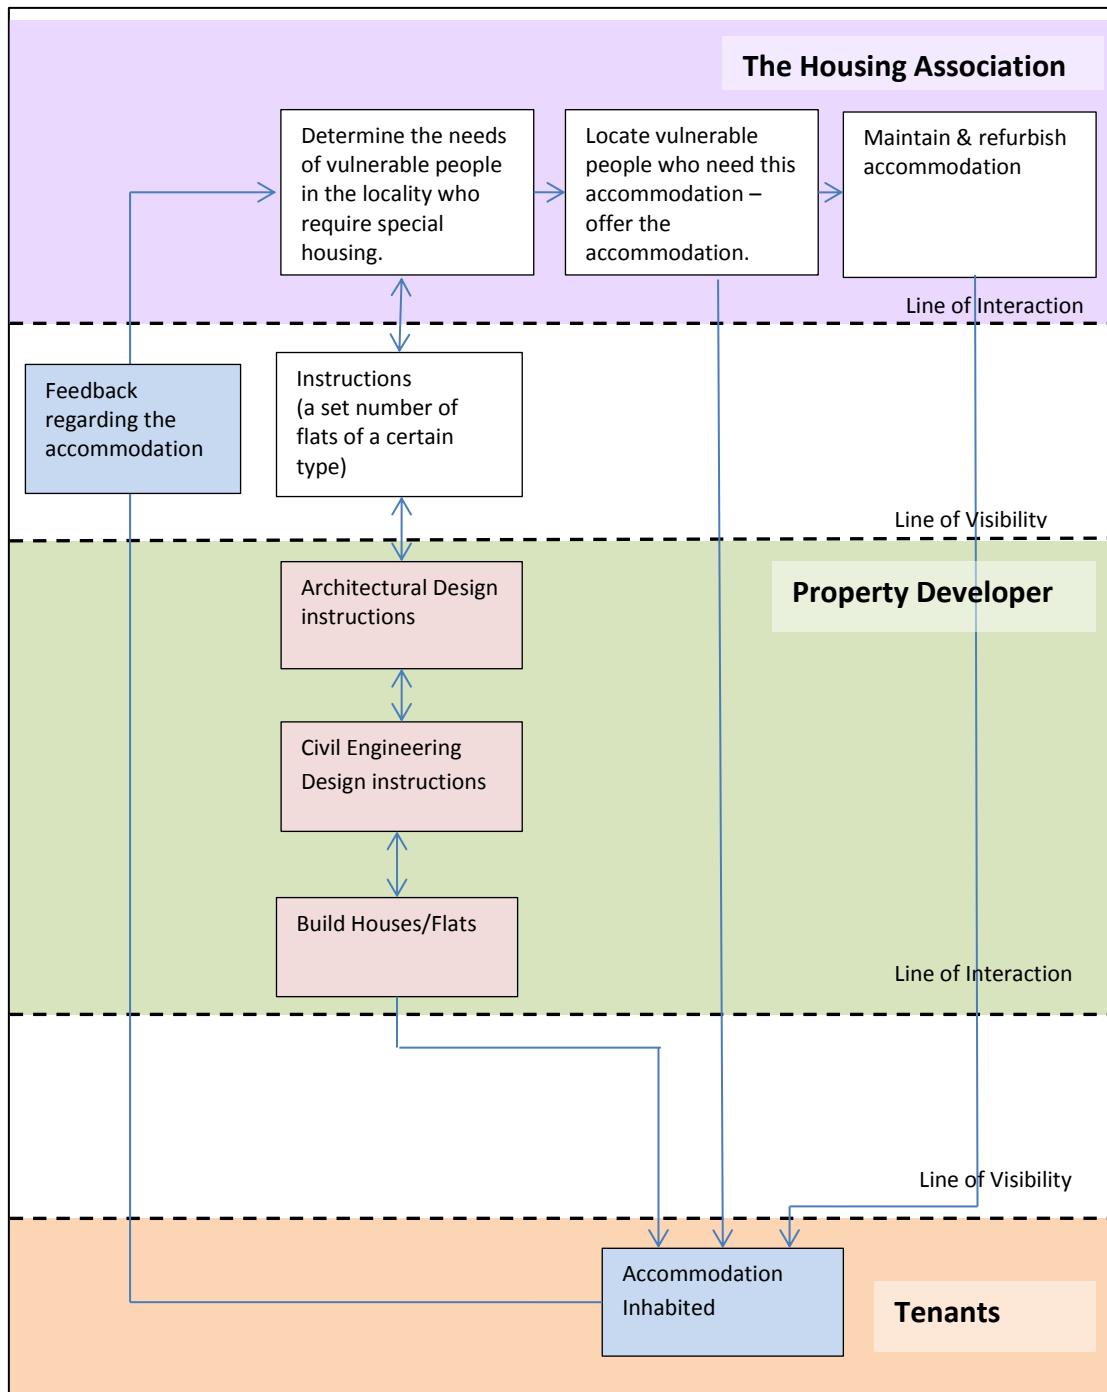 The Housing Association
Determine the needs
of vulnerable people
in the locality who
require special
housing.
Locate vulnerable
people who need this
accommodation –
offer the
accommodation.
Maintain & refurbish
accommodation
Line of Interaction
Feedback
regarding the
accommodation
Instructions
(a set number of
flats of a certain
type)
Line of Visibility
Property Developer
Architectural Design
instructions
Civil Engineering
Design instructions
Build Houses/Flats
Line of Interaction
Line of Visibility
Accommodation
Inhabited
Tenants